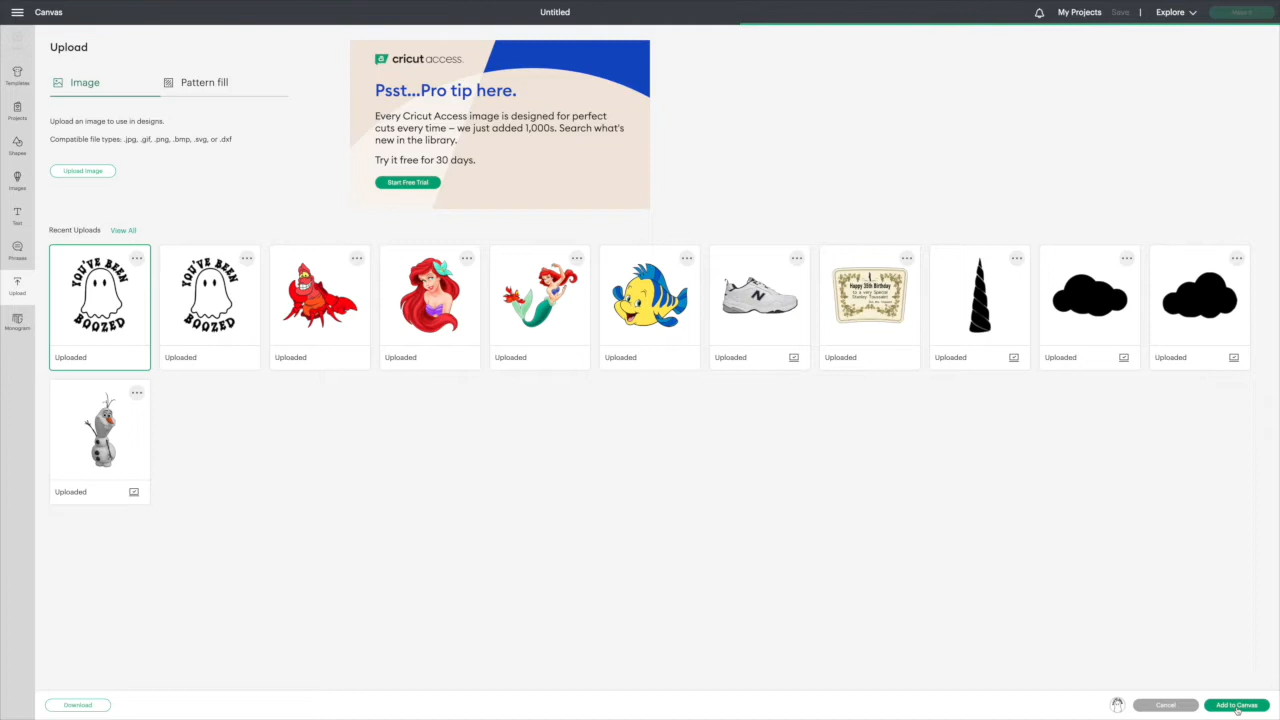 Canvas
Untitled
My Projects
Save
Explore
Upload
Image
Pattern fill
Upload an image to use in designs.
Compatible file types: .jpg, .gif, .png, .bmp, .svg, or .dxf
Upload Image
cricut access.
Psst...Pro tip here.
Every Cricut Access image is designed for perfect
cuts every time – we just added 1,000s. Search what's
new in the library.
Try it free for 30 days.
Start Free Trial
Templates
Projects
Shapes
Images
Text
Phrases
Upload
Monogram
Recent Uploads
View All
YOU'VE BEEN
BOOZED
YOU'VE BEEN
BOOZED
N
Happy 35th Birthday
to a very Special
Uploaded
Uploaded
Uploaded
Uploaded
Uploaded
Uploaded
Uploaded
Uploaded
Uploaded
Uploaded
Uploaded
Uploaded
Download
Cancel
Add to Canvas